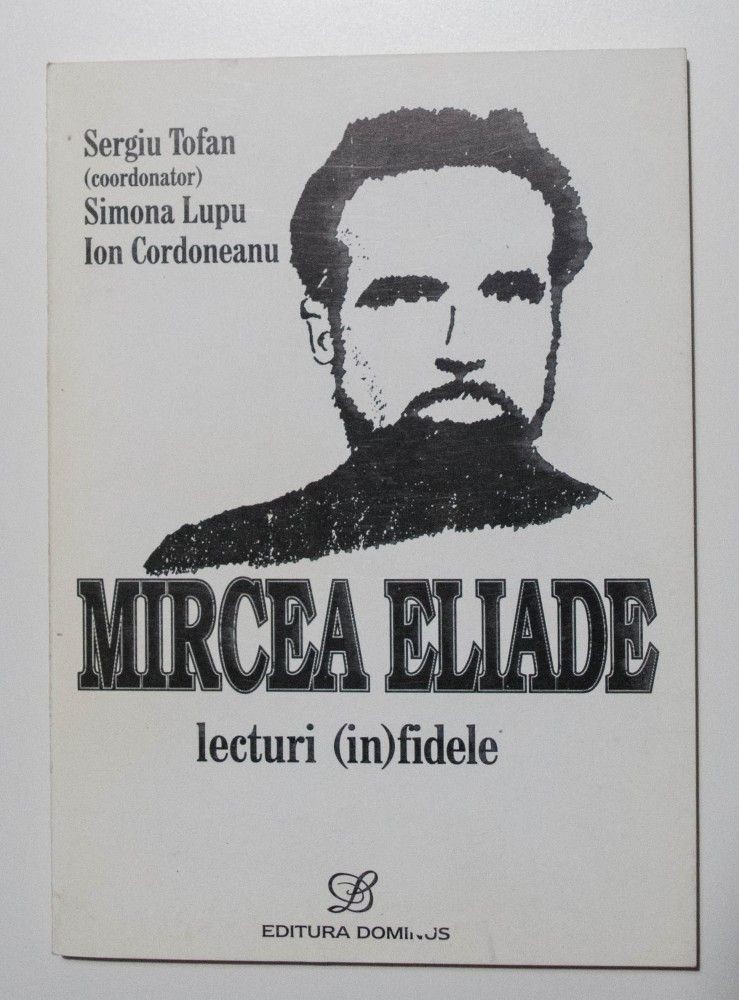 Sergiu Tofan
(coordonator)
Simona Lupu
Ion Cordoneanu
MIRCEA ELIADE
lecturi (in)fidele
EDITURA DOMINUS